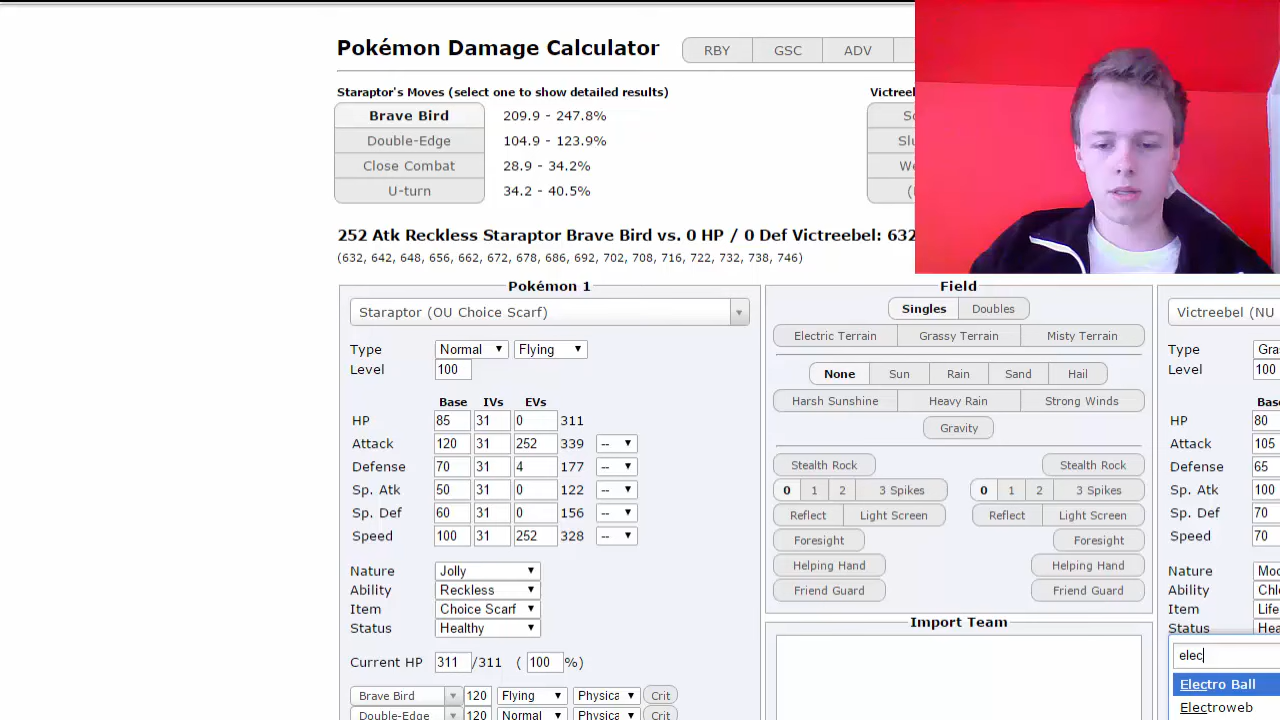 Pokémon Damage Calculator RBY GSC ADV
Staraptor's Moves (select one to show detailed results)
Brave Bird 209.9 - 247.8%
Double-Edge 104.9 - 123.9%
Close Combat 28.9 - 34.2%
U-turn 34.2 - 40.5%
252 Atk Reckless Staraptor Brave Bird vs. 0 HP / 0 Def Victreebel: 632
(632, 642, 648, 656, 662, 672, 678, 686, 692, 702, 708, 716, 722, 732, 738, 746)
Pokémon 1
Staraptor (OU Choice Scarf)
Type Normal Flying
Level 100
Base IVs EVs
HP 85 31 0 311
Attack 120 31 252 339 --
Defense 70 31 4 177 --
Sp. Atk 50 31 0 122 --
Sp. Def 60 31 0 156 --
Speed 100 31 252 328 --
Nature Jolly
Ability Reckless
Item Choice Scarf
Status Healthy
Current HP 311 /311 ( 100 %)
Brave Bird 120 Flying Physica Crit
Double-Edge 120 Normal Physica Crit
Field
Singles Doubles
Electric Terrain Grassy Terrain Misty Terrain
None Sun Rain Sand Hail
Harsh Sunshine Heavy Rain Strong Winds
Gravity
Stealth Rock Stealth Rock
0 1 2 3 Spikes 0 1 2 3 Spikes
Reflect Light Screen Reflect Light Screen
Foresight Foresight
Helping Hand Helping Hand
Friend Guard Friend Guard
Import Team
Victreebel (NU
Type
Level 100
HP 80
Attack 105
Defense 65
Sp. Atk 100
Sp. Def 70
Speed 70
Nature
Ability
Item Life
Status
elec
Electro Ball
Electroweb